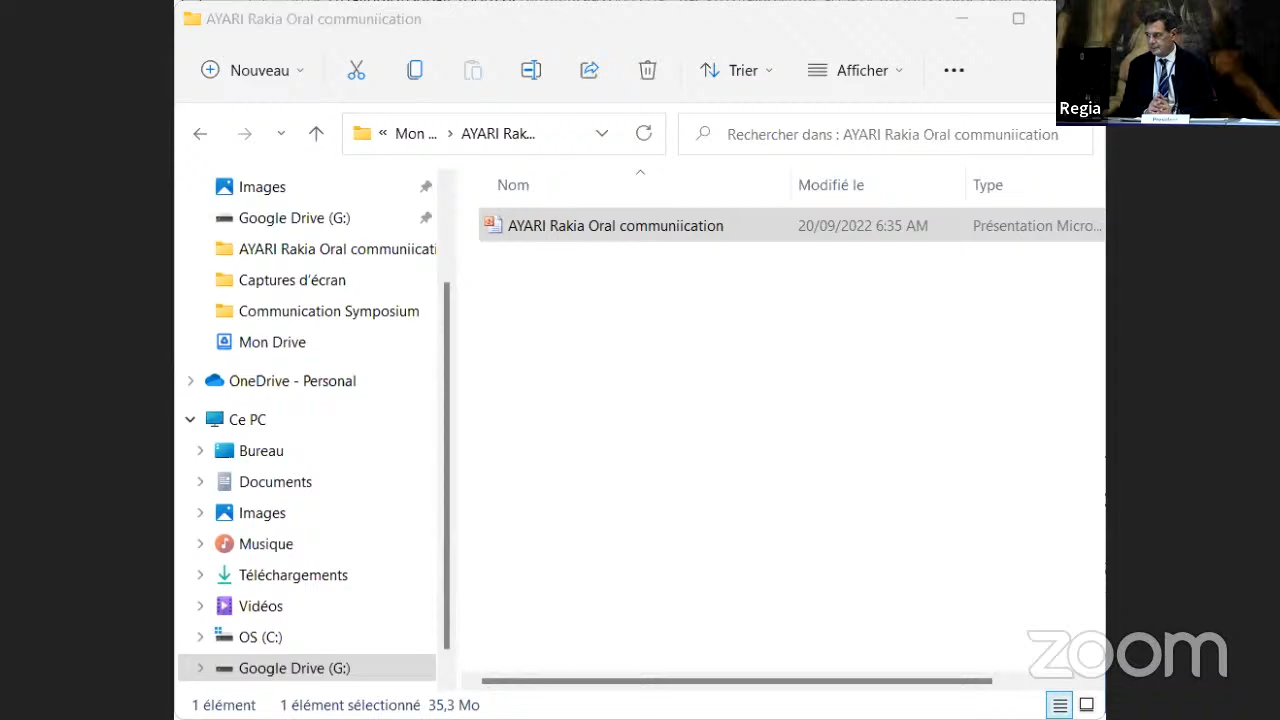 AYARI Rakia Oral communiication
Nouveau
Trier
Afficher
« Mon ... > AYARI Rak...
Rechercher dans : AYARI Rakia Oral communiication
Regia
Nom
Modifié le
Type
AYARI Rakia Oral communiication
20/09/2022 6:35 AM
Présentation Micro...
Images
Google Drive (G:)
AYARI Rakia Oral communiicati
Captures d'écran
Communication Symposium
Mon Drive
OneDrive - Personal
Ce PC
Bureau
Documents
Images
Musique
Téléchargements
Vidéos
OS (C:)
Google Drive (G:)
1 élément
1 élément sélectionné 35,3 Mo
zoom